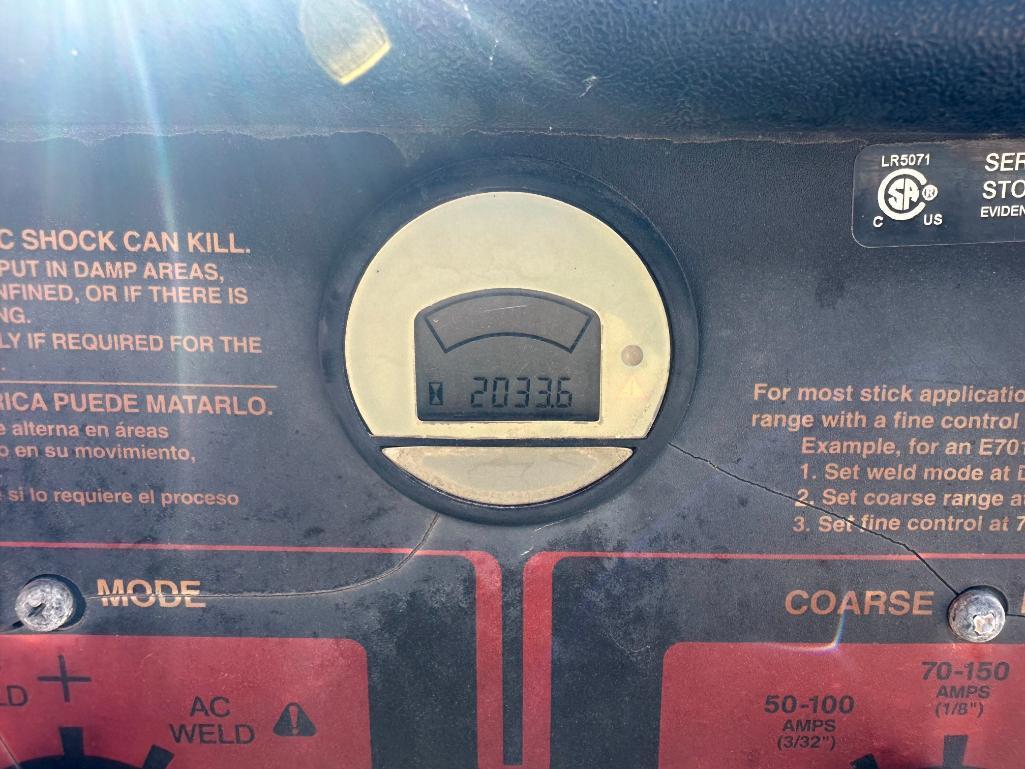 LR5071
C SHOCK CAN KILL.
PUT IN DAMP AREAS,
NFINED, OR IF THERE IS
NG.
LY IF REQUIRED FOR THE
RICA PUEDE MATARLO.
e alterna en áreas
o en su movimiento,
si lo requiere el proceso
2033.6
SER
STO
EVIDEN
SA®
C US
For most stick application
range with a fine control
Example, for an E701
1. Set weld mode at D
2. Set coarse range a
3. Set fine control at 7
MODE
COARSE
LD
AC
WELD
50-100
AMPS
(3/32")
70-150
AMPS
(1/8")